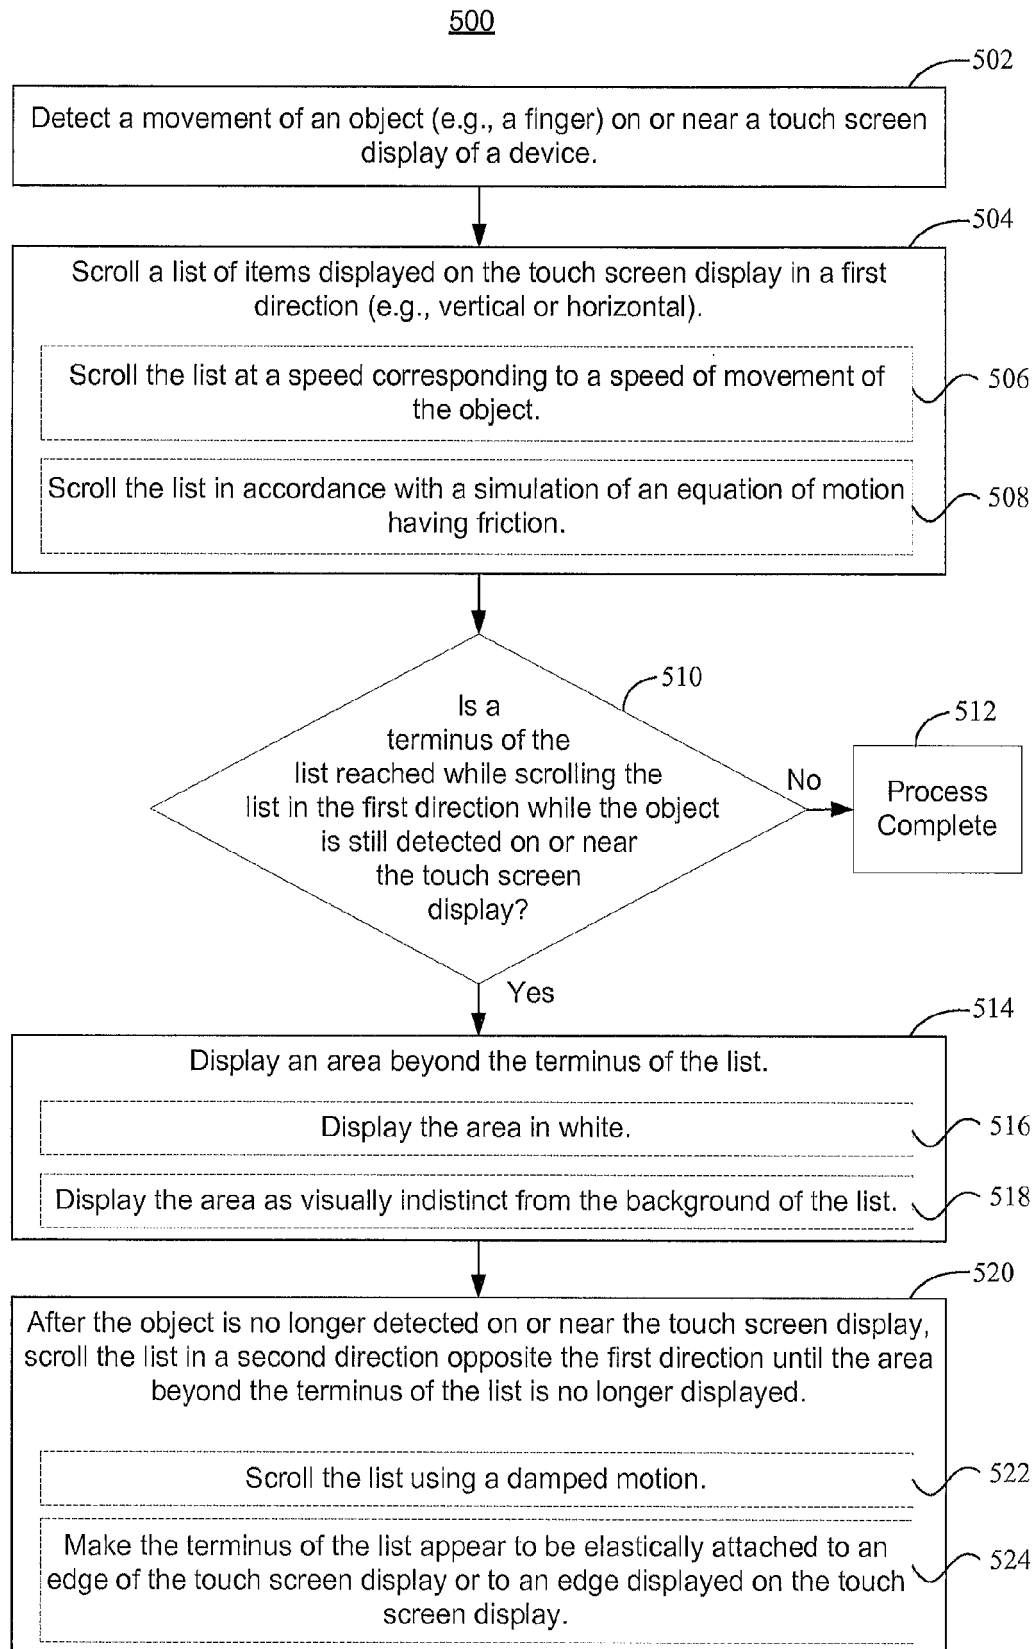 500
502
Detect a movement of an object (e.g., a finger) on or near a touch screen
display of a device.
504
Scroll a list of items displayed on the touch screen display in a first
direction (e.g., vertical or horizontal).
Scroll the list at a speed corresponding to a speed of movement of
the object.
506
Scroll the list in accordance with a simulation of an equation of motion
having friction.
508
510
Is a
terminus of the
list reached while scrolling the
list in the first direction while the object
is still detected on or near
the touch screen
display?
No
512
Process
Complete
Yes
514
Display an area beyond the terminus of the list.
Display the area in white.
516
Display the area as visually indistinct from the background of the list.
518
520
After the object is no longer detected on or near the touch screen display,
scroll the list in a second direction opposite the first direction until the area
beyond the terminus of the list is no longer displayed.
Scroll the list using a damped motion.
522
Make the terminus of the list appear to be elastically attached to an
edge of the touch screen display or to an edge displayed on the touch
screen display.
524